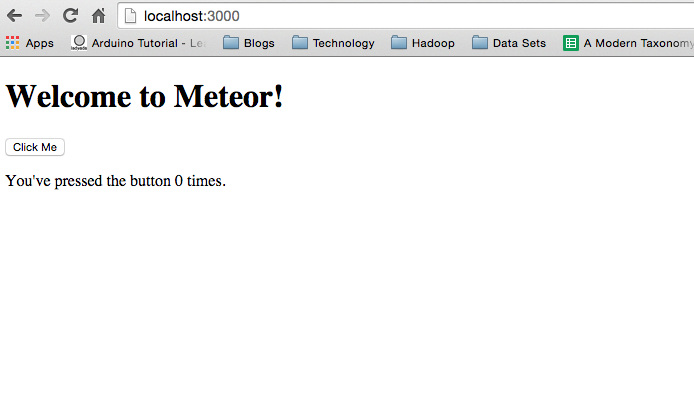 localhost:3000
Apps Arduino Tutorial - Le Blogs Technology Hadoop Data Sets A Modern Taxonomy
Welcome to Meteor!
Click Me
You've pressed the button 0 times.